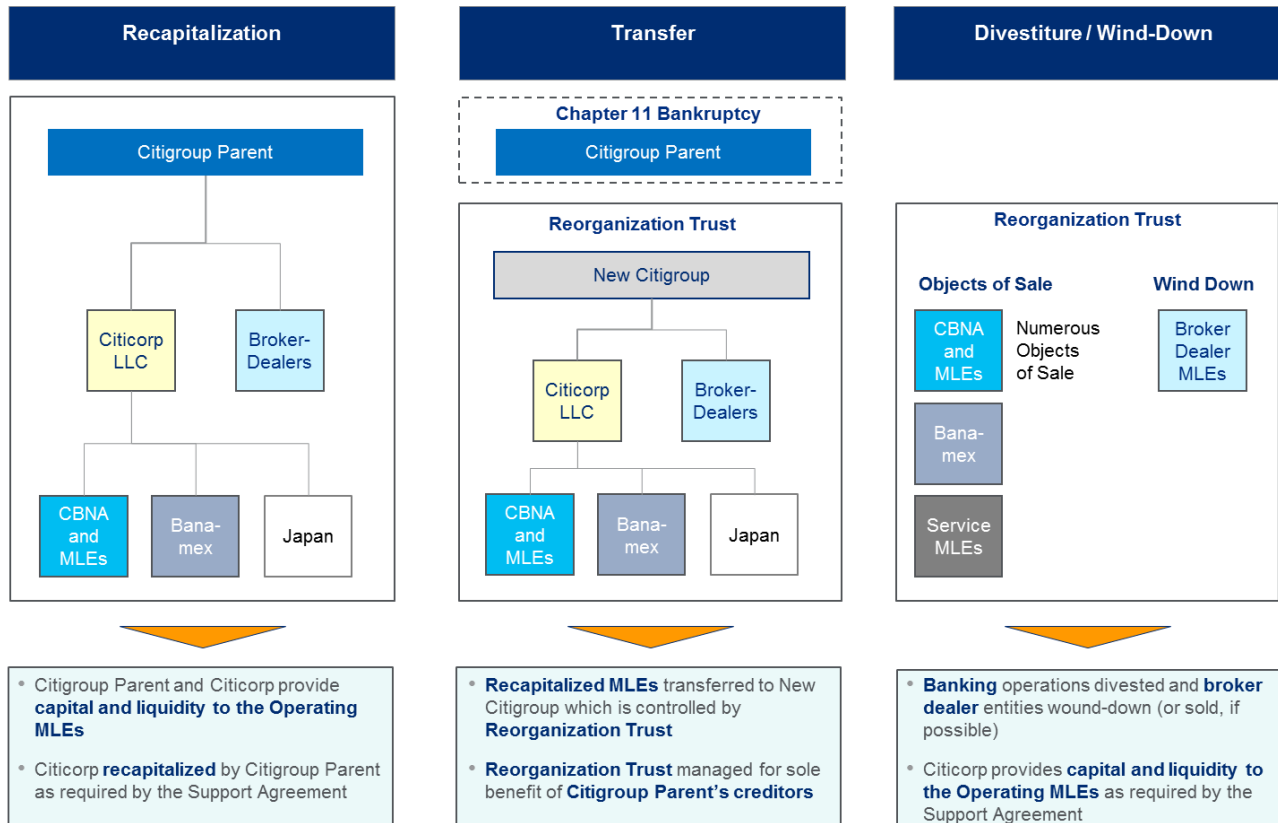 Recapitalization
Citigroup Parent
Citicorp
LLC
Broker-
Dealers
CBNA
and
MLEs
Bana-
mex
Japan
• Citigroup Parent and Citicorp provide
capital and liquidity to the Operating
MLEs
• Citicorp recapitalized by Citigroup Parent
as required by the Support Agreement
Transfer
Chapter 11 Bankruptcy
Citigroup Parent
Reorganization Trust
New Citigroup
Citicorp
LLC
Broker-
Dealers
CBNA
and
MLEs
Bana-
mex
Japan
• Recapitalized MLEs transferred to New
Citigroup which is controlled by
Reorganization Trust
• Reorganization Trust managed for sole
benefit of Citigroup Parent's creditors
Divestiture / Wind-Down
Reorganization Trust
Objects of Sale
CBNA
and
MLEs
Numerous
Objects
of Sale
Bana-
mex
Service
MLEs
Wind Down
Broker
Dealer
MLEs
• Banking operations divested and broker
dealer entities wound-down (or sold, if
possible)
• Citicorp provides capital and liquidity to
the Operating MLEs as required by the
Support Agreement